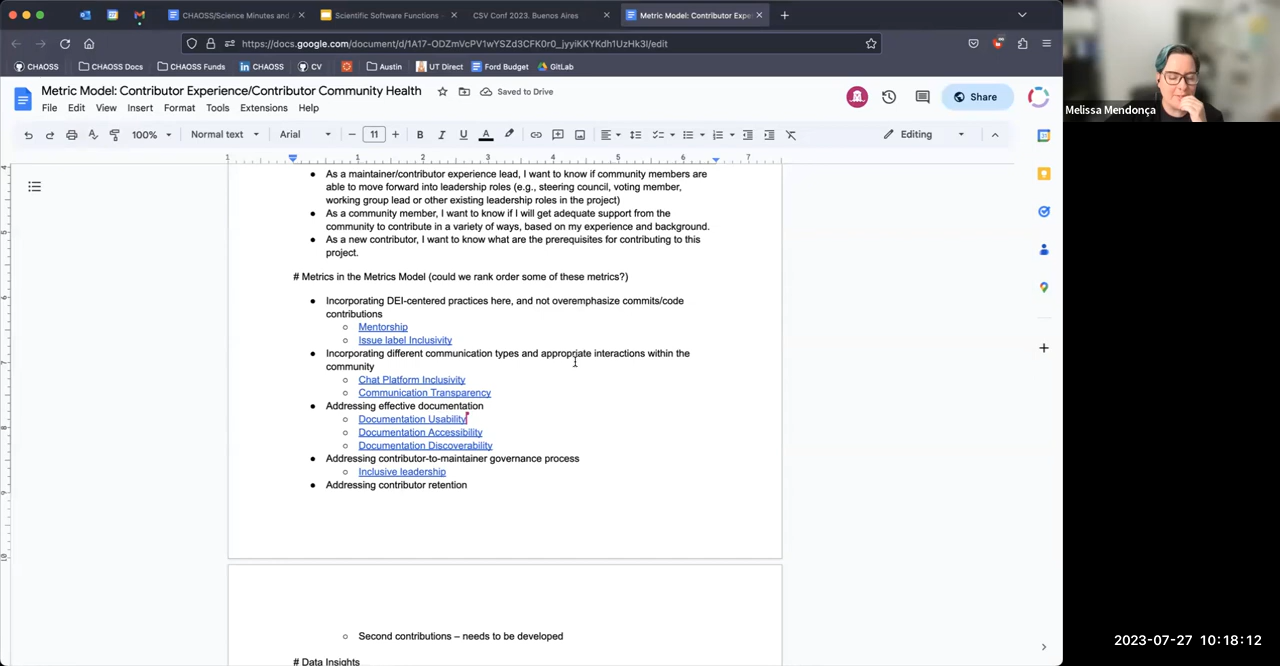 CHAOSS/Science Minutes and
Scientific Software Functions
CSV Conf 2023. Buenos Aires
Metric Model: Contributor Expe
https://docs.google.com/document/d/1A17-ODZmVcPV1wYSZd3CFK0r0_jyyiKKYKdh1UzHk3I/edit
CHAOSS
CHAOSS Docs
CHAOSS Funds
CHAOSS
CV
Austin
UT Direct
Ford Budget
GitLab
Metric Model: Contributor Experience/Contributor Community Health
Saved to Drive
File Edit View Insert Format Tools Extensions Help
Share
100%
Normal text
Arial
11
Editing
1 1 2 3 4 5 6 7
As a maintainer/contributor experience lead, I want to know if community members are
able to move forward into leadership roles (e.g., steering council, voting member,
working group lead or other existing leadership roles in the project)
As a community member, I want to know if I will get adequate support from the
community to contribute in a variety of ways, based on my experience and background.
As a new contributor, I want to know what are the prerequisites for contributing to this
project.
# Metrics in the Metrics Model (could we rank order some of these metrics?)
Incorporating DEI-centered practices here, and not overemphasize commits/code
contributions
Mentorship
Issue label Inclusivity
Incorporating different communication types and appropriate interactions within the
community
Chat Platform Inclusivity
Communication Transparency
Addressing effective documentation
Documentation Usability
Documentation Accessibility
Documentation Discoverability
Addressing contributor-to-maintainer governance process
Inclusive leadership
Addressing contributor retention
Second contributions – needs to be developed
# Data Insights
Melissa Mendonça
2023-07-27 10:18:12